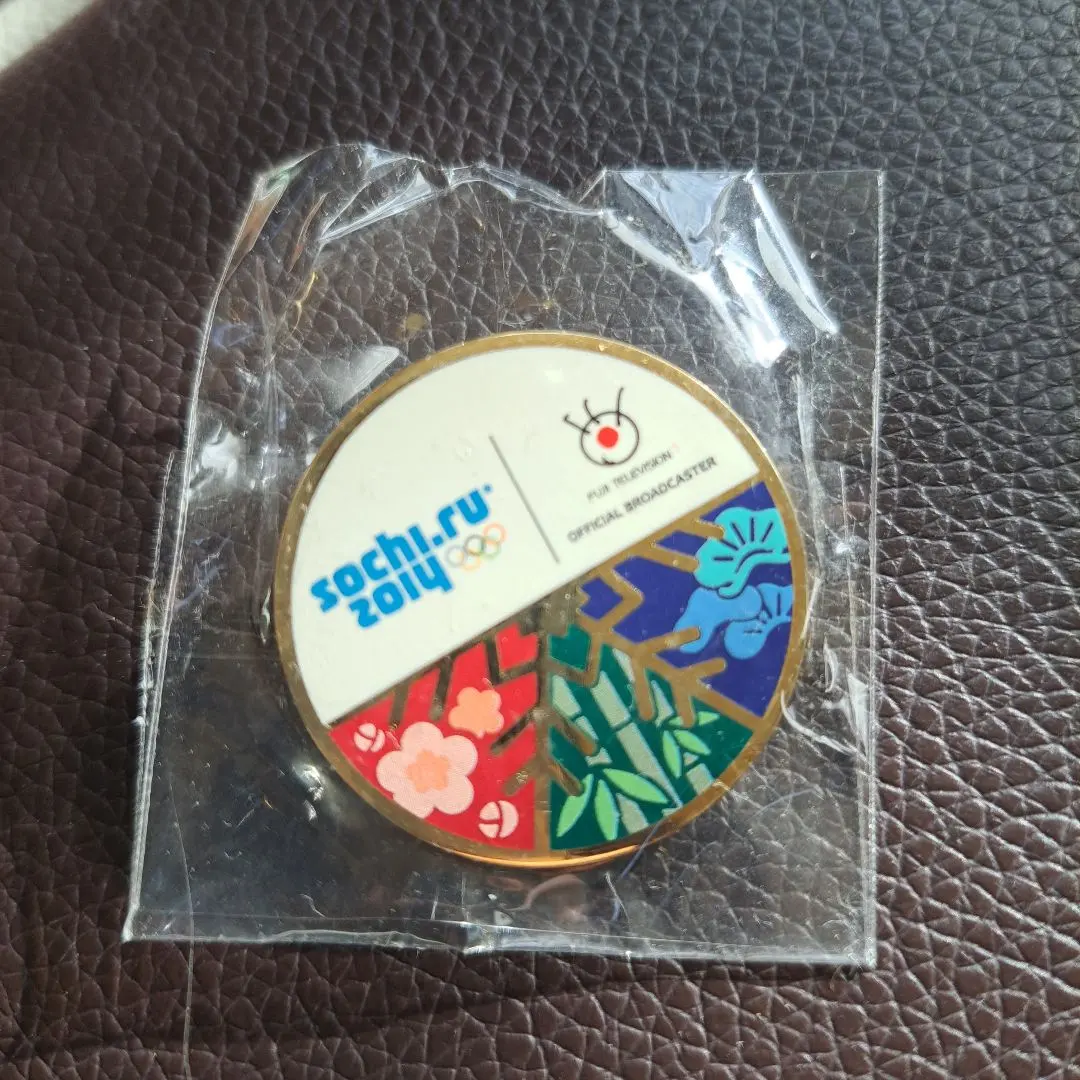 sochi.ru
2014
FUJI TELEVISION
OFFICIAL BROADCASTER